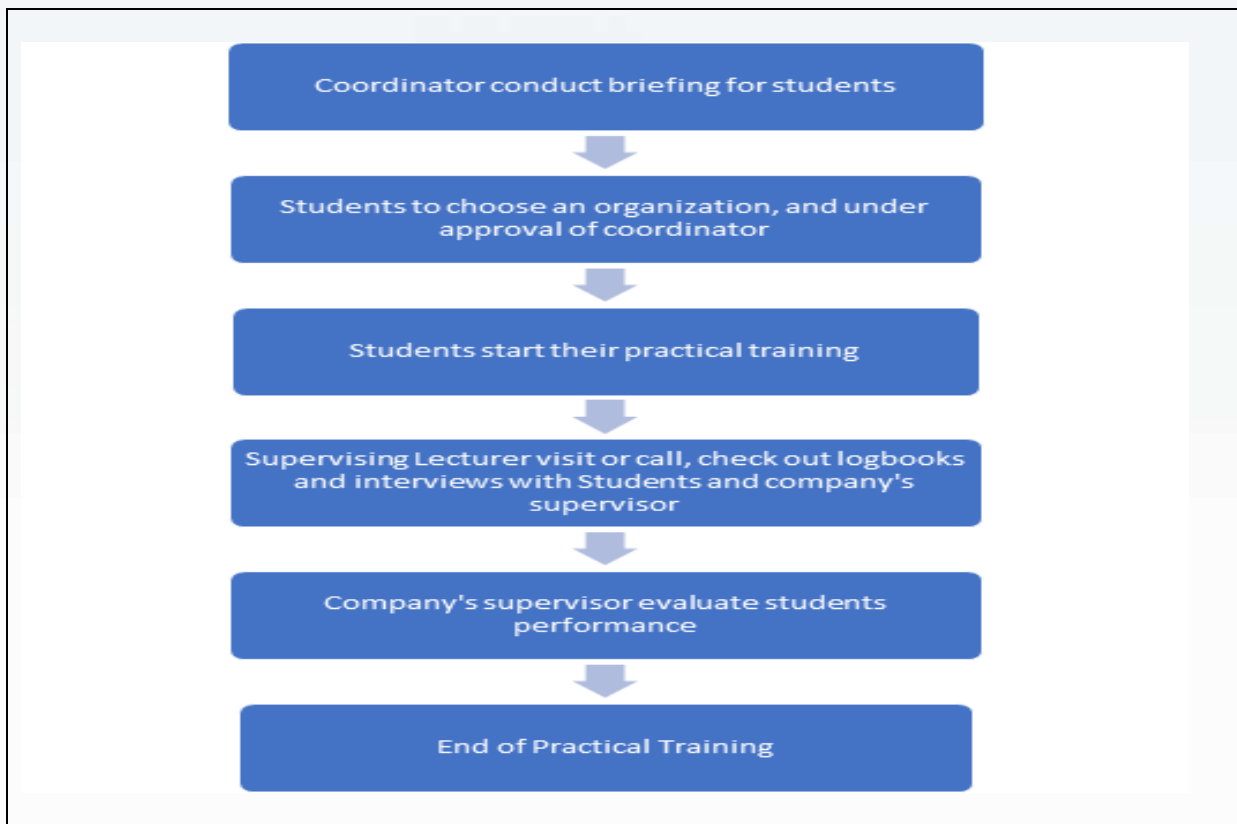 Coordinator conduct briefing for students
Students to choose an organization, and under
approval of coordinator
Students start their practical training
Supervising Lecturer visit or call, check out logbooks
and interviews with Students and company's
supervisor
Company's supervisor evaluate students
performance
End of Practical Training